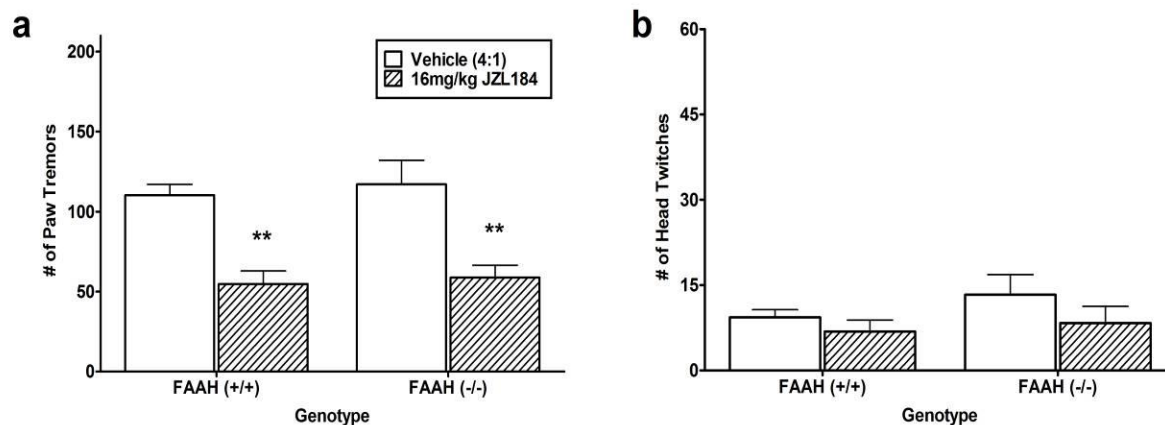 a
# of Paw Tremors
200
150
100
50
0
Vehicle (4:1)
16mg/kg JZL184
**
**
FAAH (+/+)
FAAH (-/-)
Genotype
b
# of Head Twitches
60
45
30
15
0
FAAH (+/+)
FAAH (-/-)
Genotype